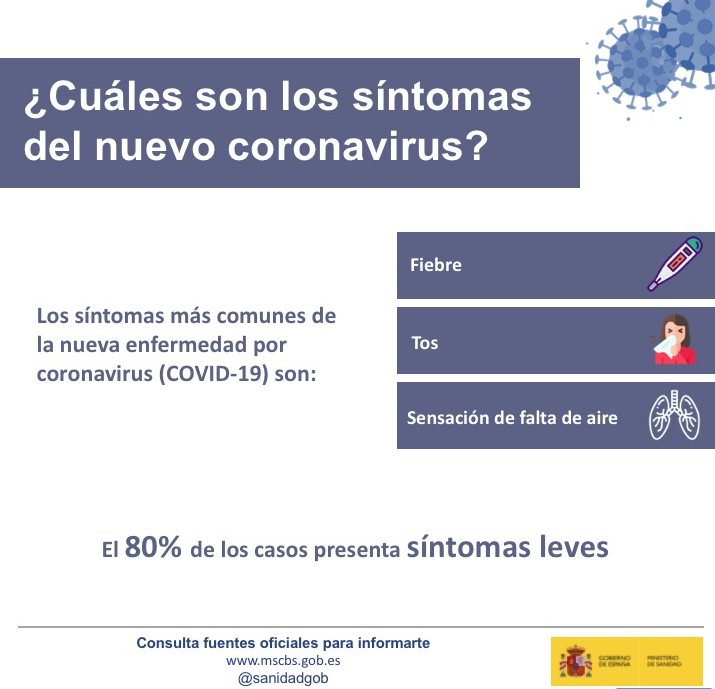 ¿Cuáles son los síntomas
del nuevo coronavirus?
Los síntomas más comunes de
la nueva enfermedad por
coronavirus (COVID-19) son:
Fiebre
Tos
Sensación de falta de aire
El 80% de los casos presenta síntomas leves
Consulta fuentes oficiales para informarte
www.mscbs.gob.es
@sanidadgob
GOBIERNO
DE ESPAÑA
MINISTERIO
DE SANIDAD